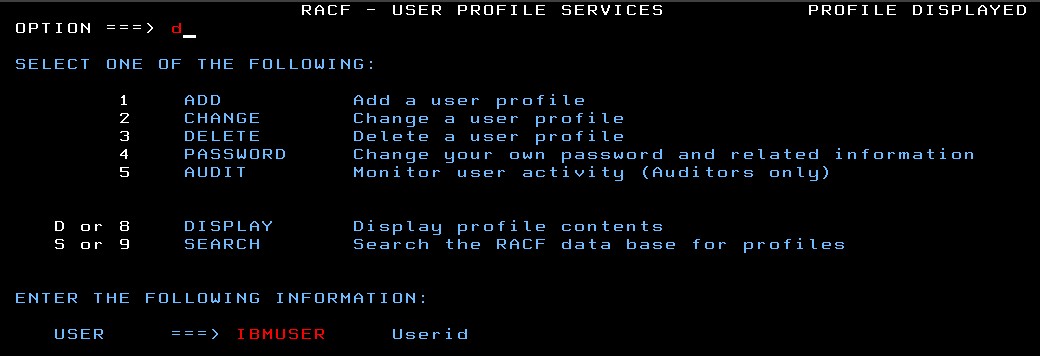 RACF - USER PROFILE SERVICES PROFILE DISPLAYED
OPTION ===> d_
SELECT ONE OF THE FOLLOWING:
1 ADD Add a user profile
2 CHANGE Change a user profile
3 DELETE Delete a user profile
4 PASSWORD Change your own password and related information
5 AUDIT Monitor user activity (Auditors only)
D or 8 DISPLAY Display profile contents
S or 9 SEARCH Search the RACF data base for profiles
ENTER THE FOLLOWING INFORMATION:
USER ===> IBMUSER Userid